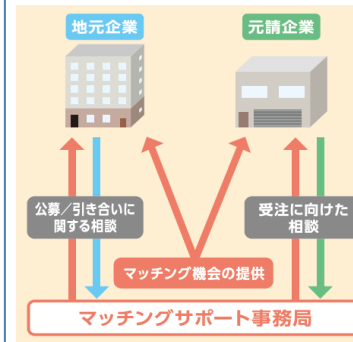 地元企業
元請企業
公募／引き合いに
関する相談
受注に向けた
相談
マッチング機会の提供
マッチングサポート事務局